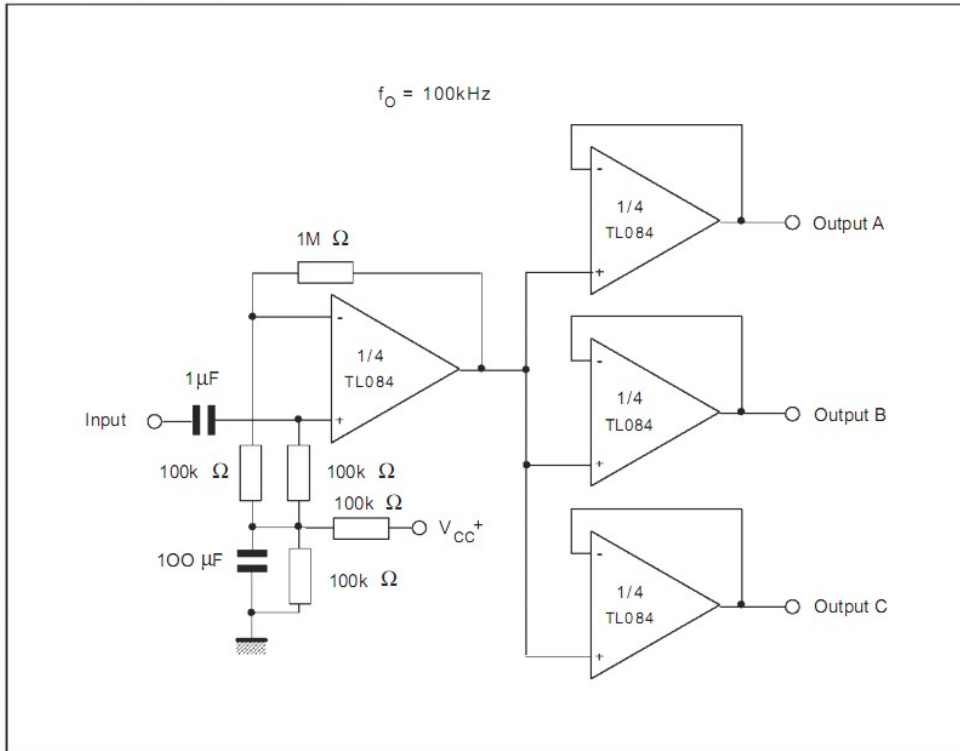 fO = 100kHz
-
1/4
TL084
+
Output A
1M Ω
-
1/4
TL084
+
1μF
Input
100k Ω
100k Ω
100k Ω
VCC+
100 μF
100k Ω
-
1/4
TL084
+
Output B
-
1/4
TL084
+
Output C